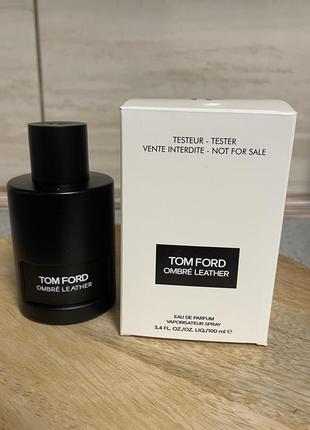 TESTEUR - TESTER
VENTE INTERDITE - NOT FOR SALE
TOM FORD
OMBRÉ LEATHER
EAU DE PARFUM
VAPORISATEUR SPRAY
3.4 FL. OZ./OZ. LIQ./100 ml ℮
TOM FORD
OMBRÉ LEATHER